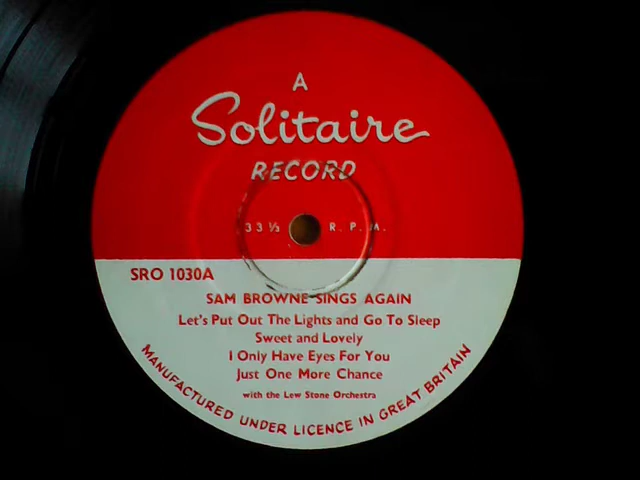 A
Solitaire
RECORD
33 ⅓ R. P. M.
SRO 1030A
SAM BROWNE SINGS AGAIN
Let's Put Out The Lights and Go To Sleep
Sweet and Lovely
I Only Have Eyes For You
Just One More Chance
with the Lew Stone Orchestra
MANUFACTURED UNDER LICENCE IN GREAT BRITAIN